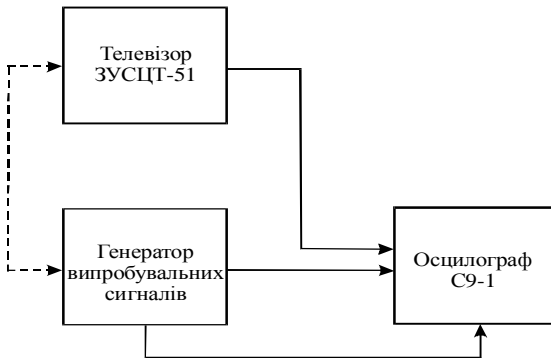 Телевізор
ЗУСЦТ-51
Генератор
випробувальних
сигналів
Осцилограф
С9-1